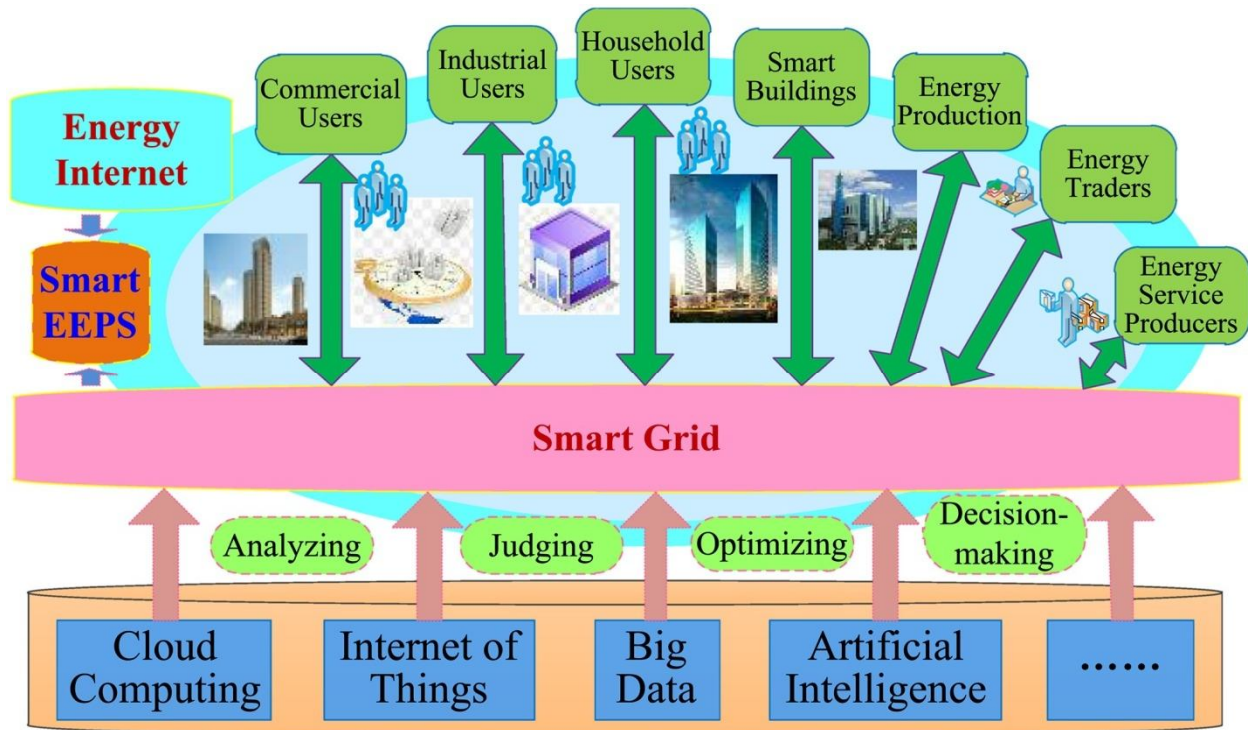 Household
Users
Industrial
Users
Smart
Buildings
Commercial
Users
Energy
Production
Energy
Internet
Energy
Traders
Smart
EEPS
Energy
Service
Producers
Smart Grid
Analyzing
Judging
Optimizing
Decision-
making
Cloud
Computing
Internet of
Things
Big
Data
Artificial
Intelligence
......